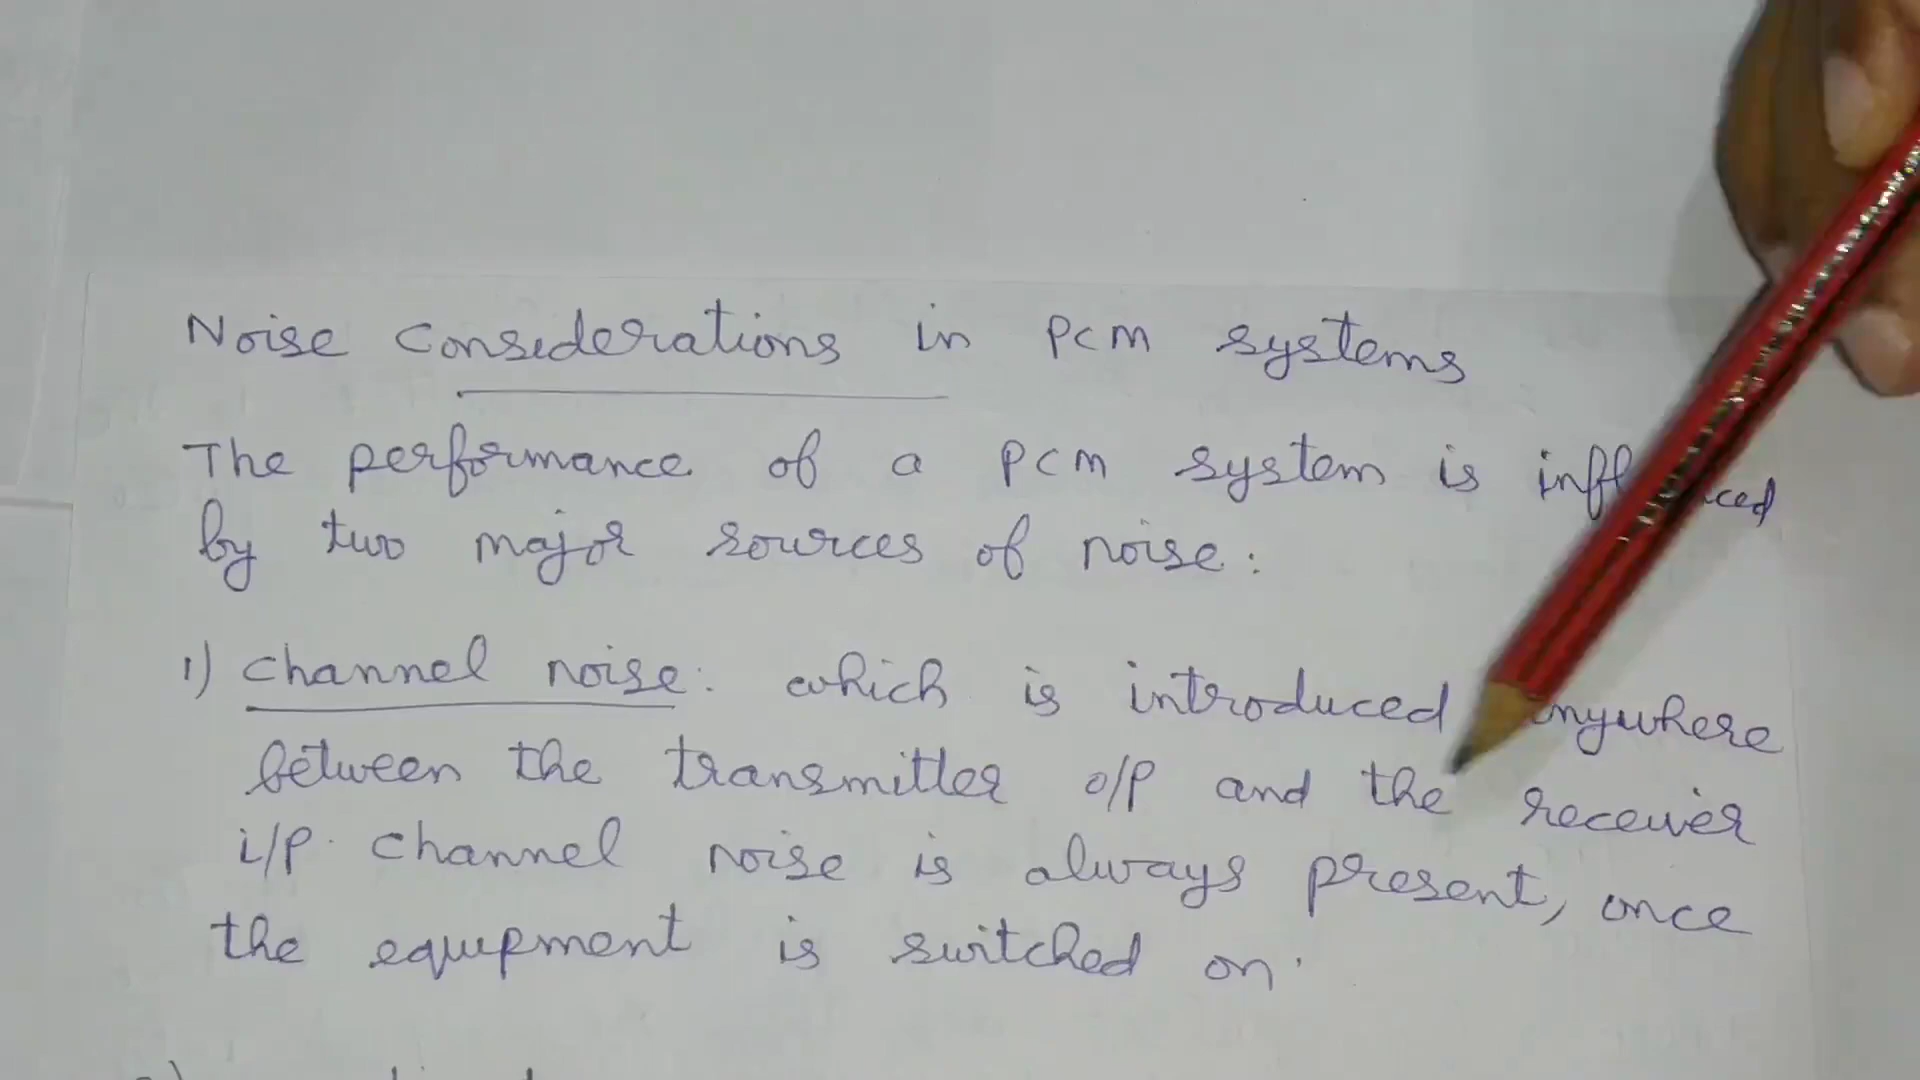 Noise Considerations in PCM systems
The performance of a PCM system is influenced
by two major sources of noise:
1) Channel noise: which is introduced anywhere
between the transmitter o/p and the receiver
i/p. Channel noise is always present, once
the equipment is switched on.